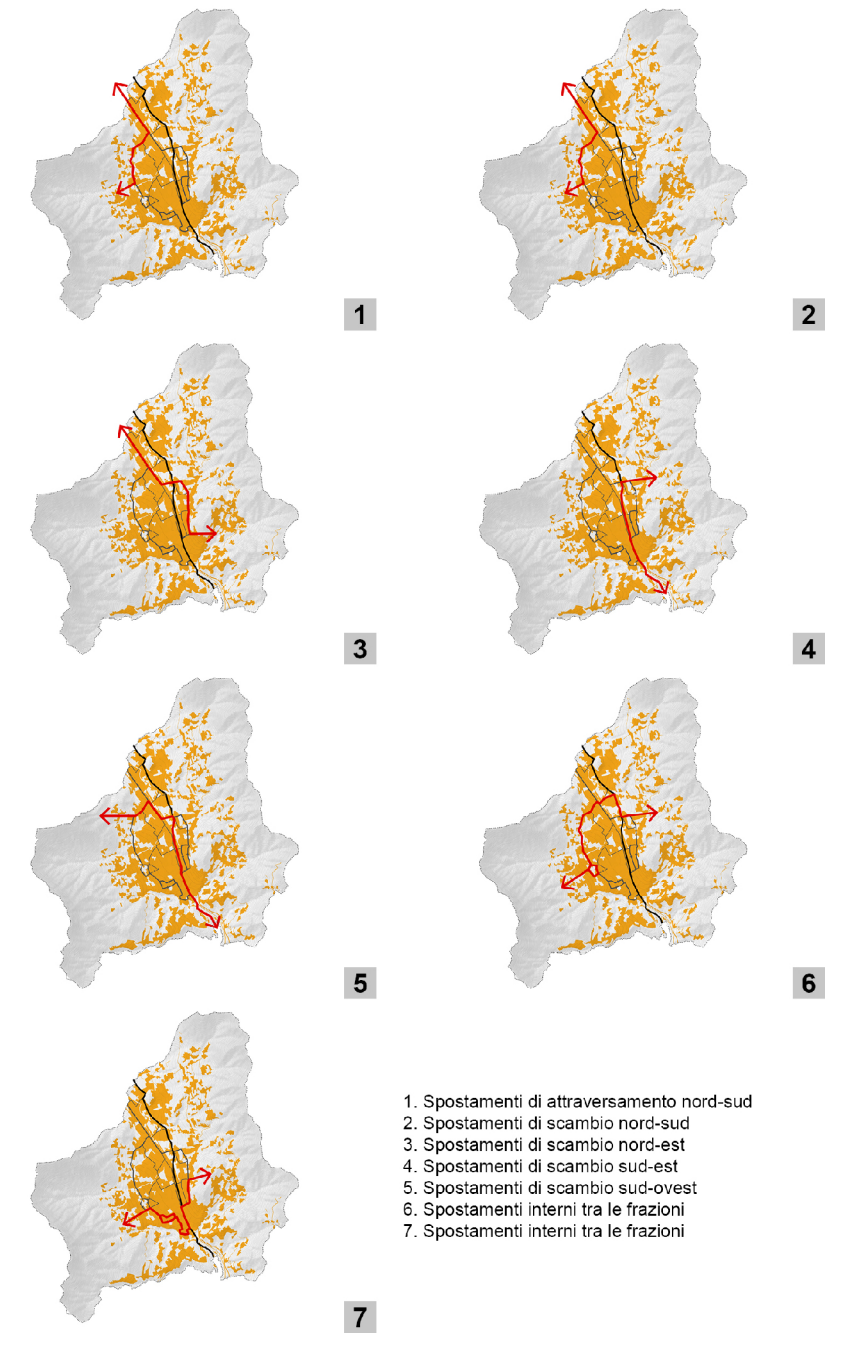 1
2
3
4
5
6
7
1. Spostamenti di attraversamento nord-sud
2. Spostamenti di scambio nord-sud
3. Spostamenti di scambio nord-est
4. Spostamenti di scambio sud-est
5. Spostamenti di scambio sud-ovest
6. Spostamenti interni tra le frazioni
7. Spostamenti interni tra le frazioni